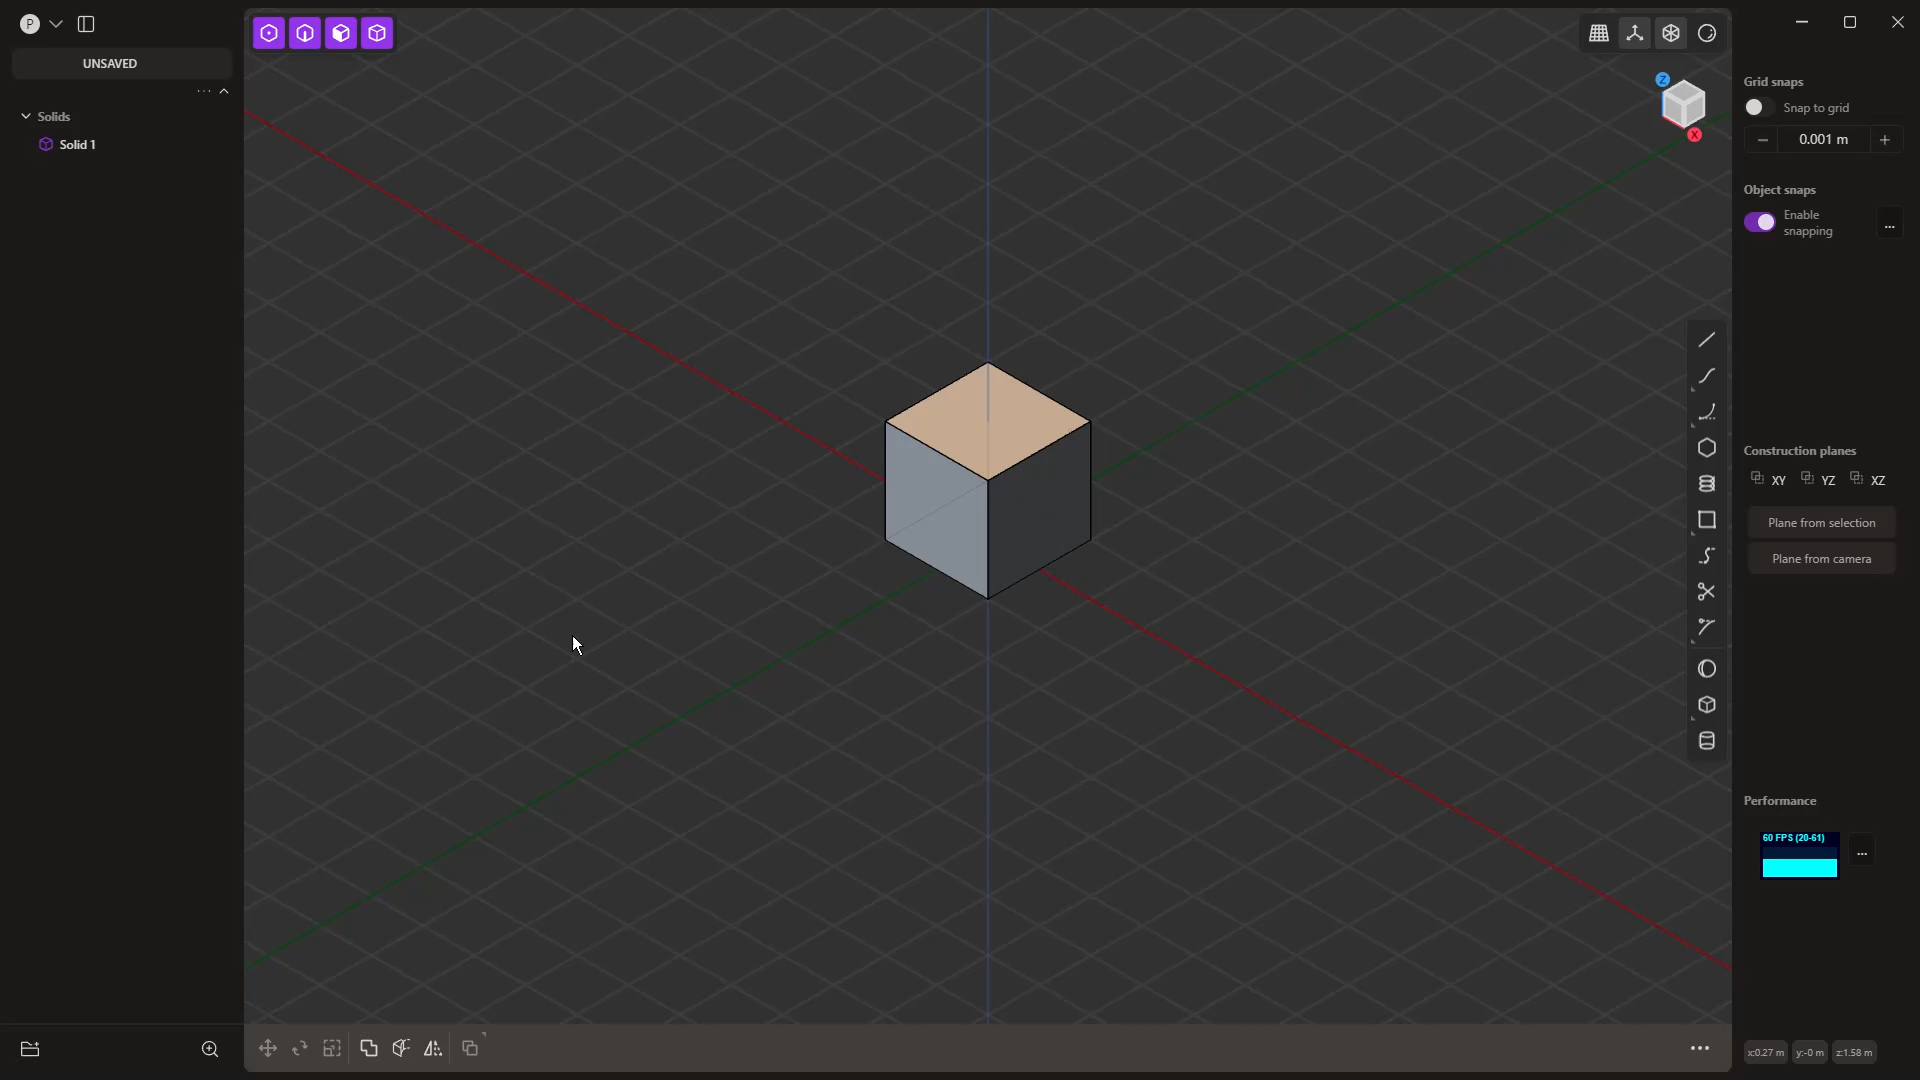 P
UNSAVED
Solids
Solid 1
Z
X
Grid snaps
Snap to grid
0.001 m
Object snaps
Enable
snapping
...
Construction planes
XY
YZ
XZ
Plane from selection
Plane from camera
Performance
60 FPS (20-61)
...
x:0.27 m
y:-0 m
z:1.58 m